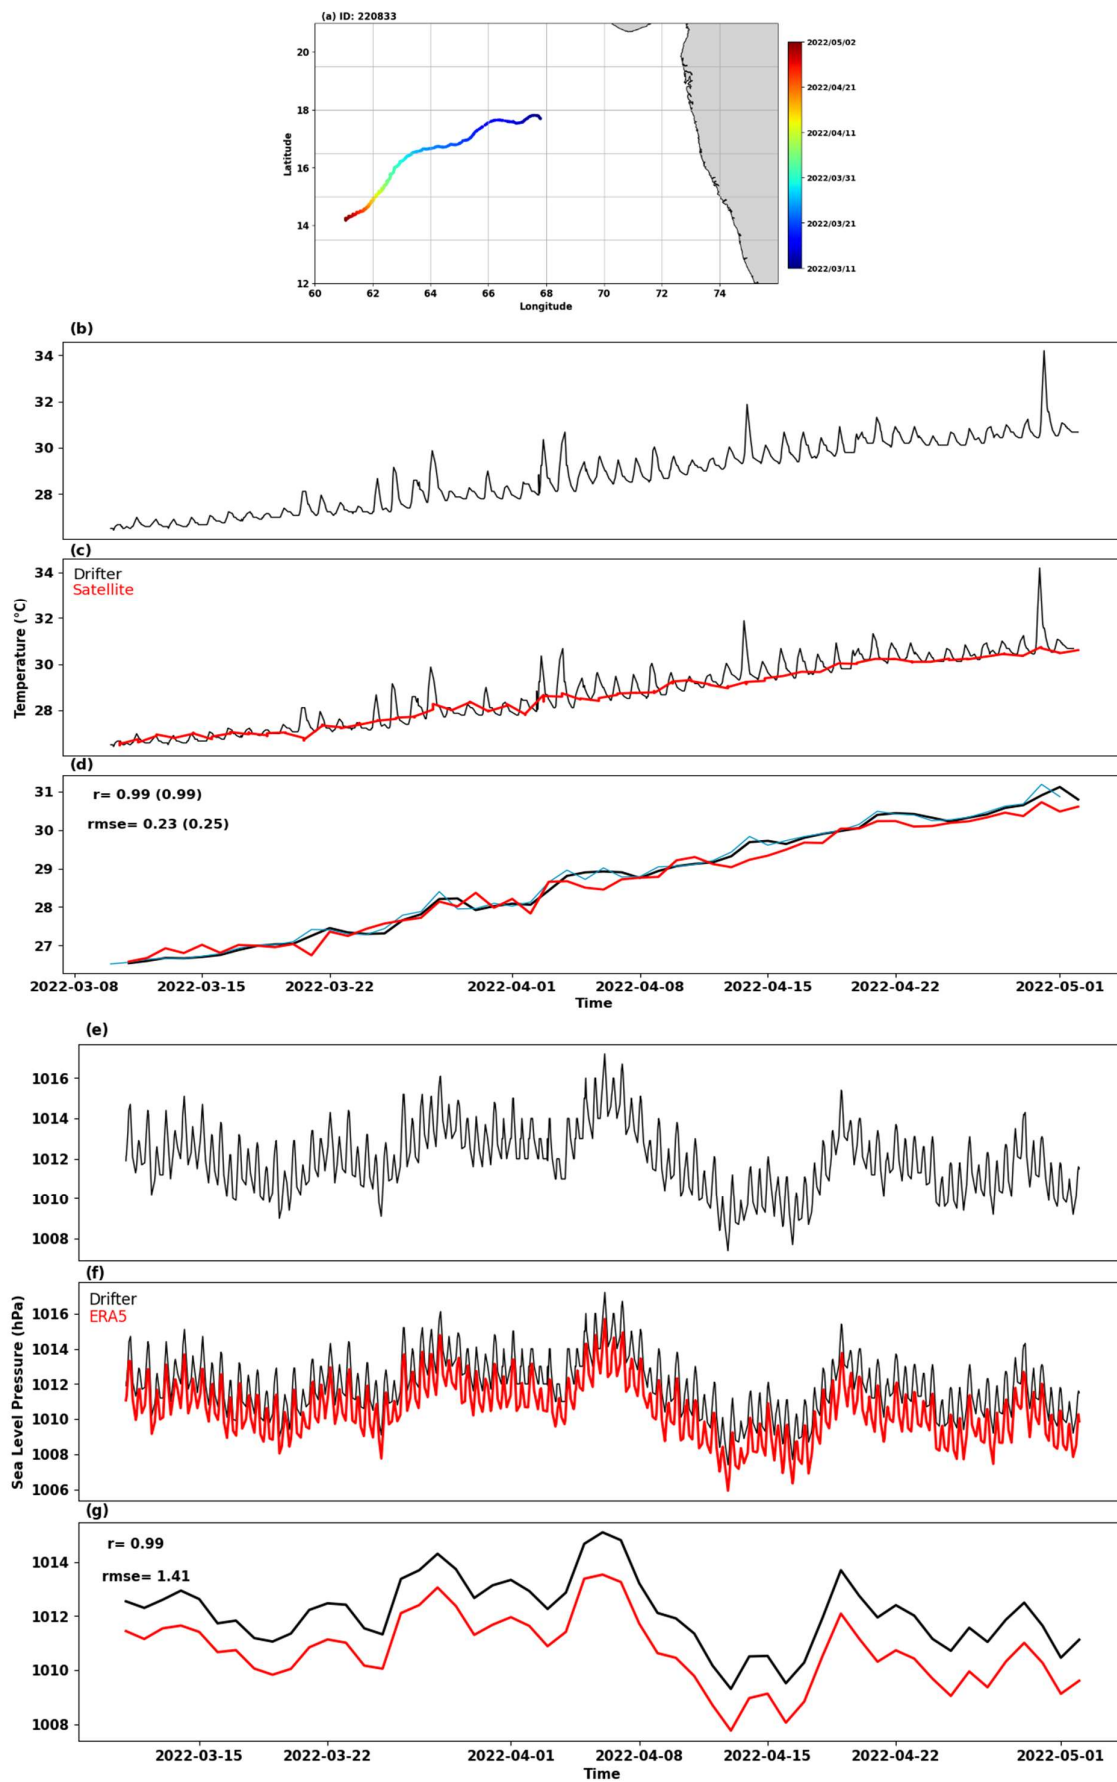 (a) ID: 220833
20
18
16
14
12
Latitude
60
62
64
66
68
70
72
74
Longitude
2022/05/02
2022/04/21
2022/04/11
2022/03/31
2022/03/21
2022/03/11
(b)
34
32
30
28
(c)
Drifter
Satellite
34
32
30
28
Temperature (°C)
(d)
r= 0.99 (0.99)
rmse= 0.23 (0.25)
31
30
29
28
27
2022-03-08
2022-03-15
2022-03-22
2022-04-01
2022-04-08
2022-04-15
2022-04-22
2022-05-01
Time
(e)
1016
1014
1012
1010
1008
(f)
Drifter
ERA5
1016
1014
1012
1010
1008
1006
Sea Level Pressure (hPa)
(g)
r= 0.99
rmse= 1.41
1014
1012
1010
1008
2022-03-15
2022-03-22
2022-04-01
2022-04-08
2022-04-15
2022-04-22
2022-05-01
Time